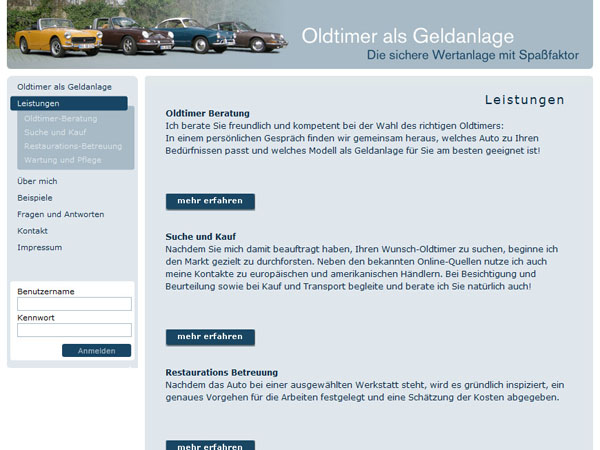 Oldtimer als Geldanlage
Die sichere Wertanlage mit Spaßfaktor
Oldtimer als Geldanlage
Leistungen
Oldtimer-Beratung
Suche und Kauf
Restaurations-Betreuung
Wartung und Pflege
Über mich
Beispiele
Fragen und Antworten
Kontakt
Impressum
Benutzername
Kennwort
Anmelden
Leistungen
Oldtimer Beratung
Ich berate Sie freundlich und kompetent bei der Wahl des richtigen Oldtimers:
In einem persönlichen Gespräch finden wir gemeinsam heraus, welches Auto zu Ihren
Bedürfnissen passt und welches Modell als Geldanlage für Sie am besten geeignet ist!
mehr erfahren
Suche und Kauf
Nachdem Sie mich damit beauftragt haben, Ihren Wunsch-Oldtimer zu suchen, beginne ich
den Markt gezielt zu durchforsten. Neben den bekannten Online-Quellen nutze ich auch
meine Kontakte zu europäischen und amerikanischen Händlern. Bei Besichtigung und
Beurteilung sowie bei Kauf und Transport begleite und berate ich Sie natürlich auch!
mehr erfahren
Restaurations Betreuung
Nachdem das Auto bei einer ausgewählten Werkstatt steht, wird es gründlich inspiziert, ein
genaues Vorgehen für die Arbeiten festgelegt und eine Schätzung der Kosten abgegeben.
mehr erfahren